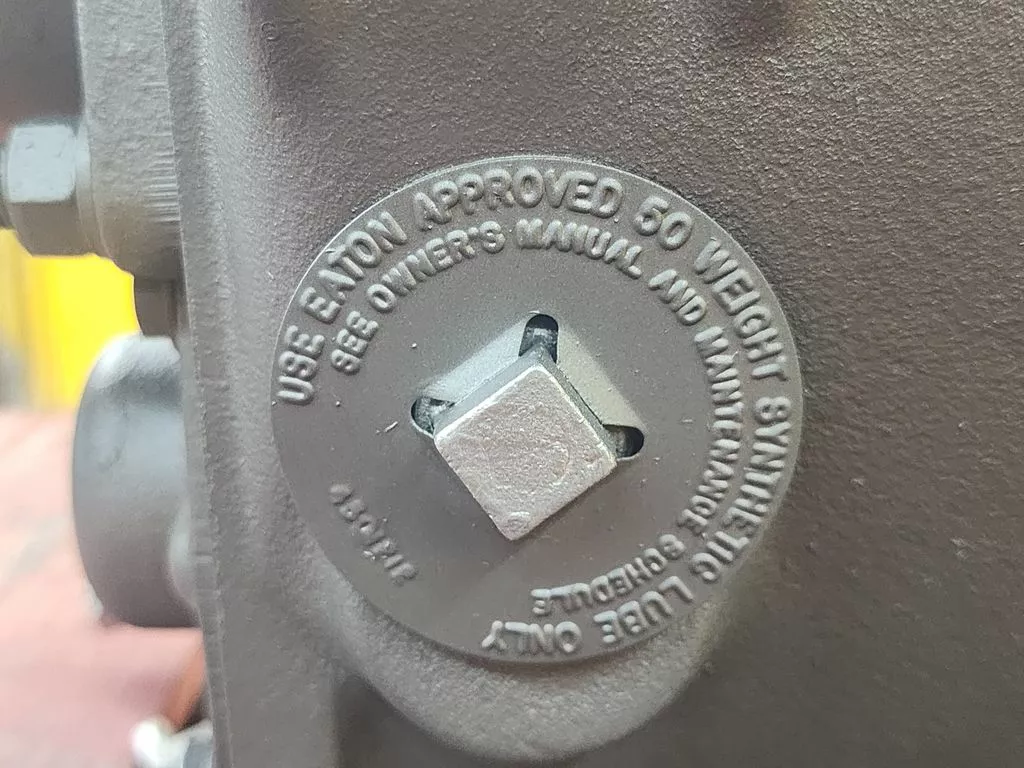 USE EATON APPROVED 50 WEIGHT SYNTHETIC LUBE ONLY
SEE OWNER'S MANUAL AND MAINTENANCE SCHEDULE